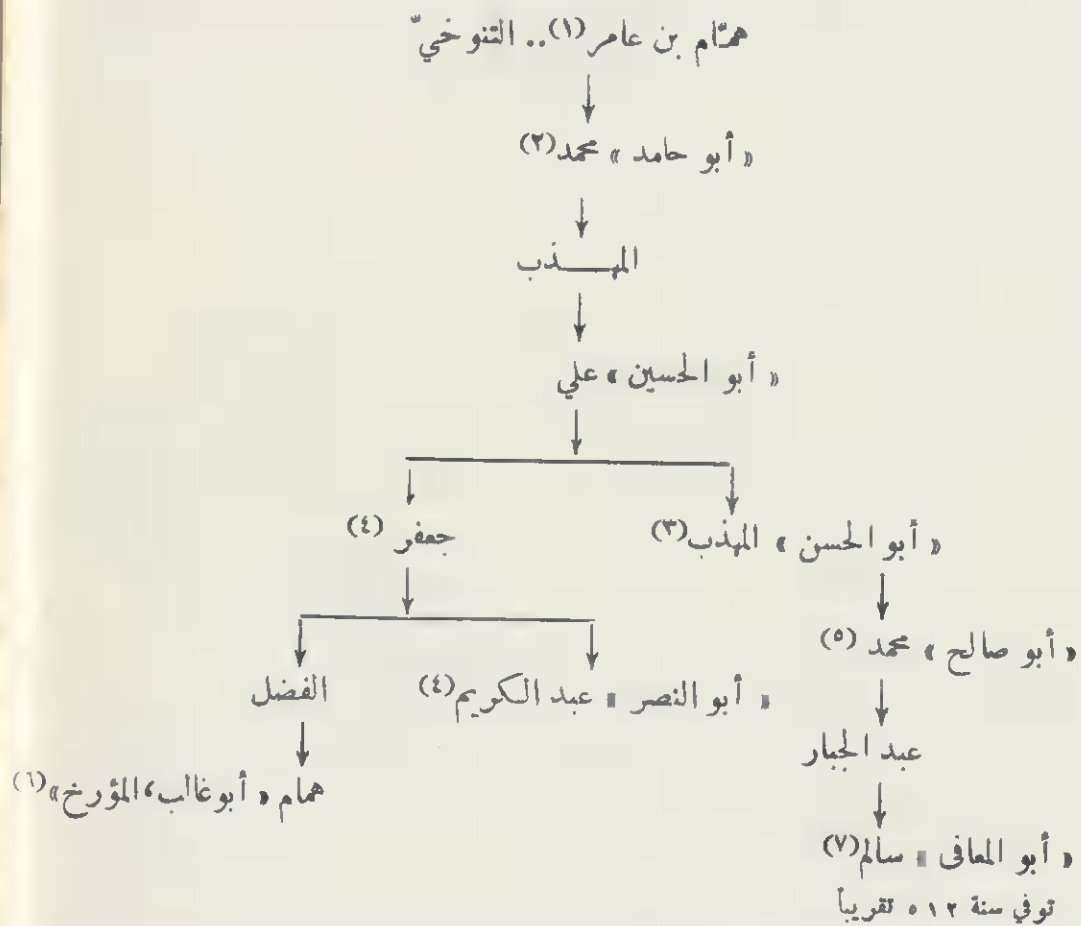 همّام بن عامر (١).. التنوخيّ
« أبو حامد » محمد (٢)
المهـــذب
« أبو الحسين » علي
« أبو الحسن » المهذب (٣) جعفر (٤)
« أبو صالح » محمد (٥) « أبو النصر » عبد الكريم (٤) الفضل
عبد الجبار همام « أبو غالب، المؤرخ » (٦)
« أبو المعافى » سالم (٧)
توفي سنة ٥١٢ تقريباً